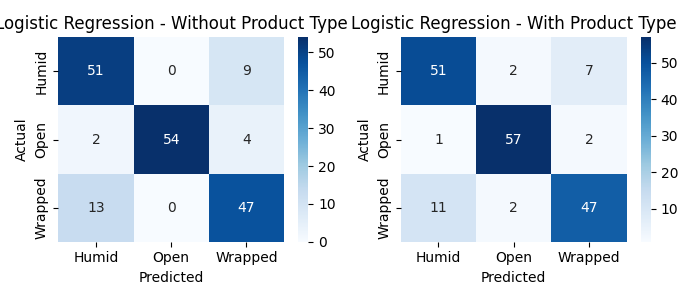 Logistic Regression - Without Product Type
Humid
Open
Wrapped
Actual
51 0 9
2 54 4
13 0 47
Humid Open Wrapped
Predicted
50
40
30
20
10
0
Logistic Regression - With Product Type
Humid
Open
Wrapped
Actual
51 2 7
1 57 2
11 2 47
Humid Open Wrapped
Predicted
50
40
30
20
10